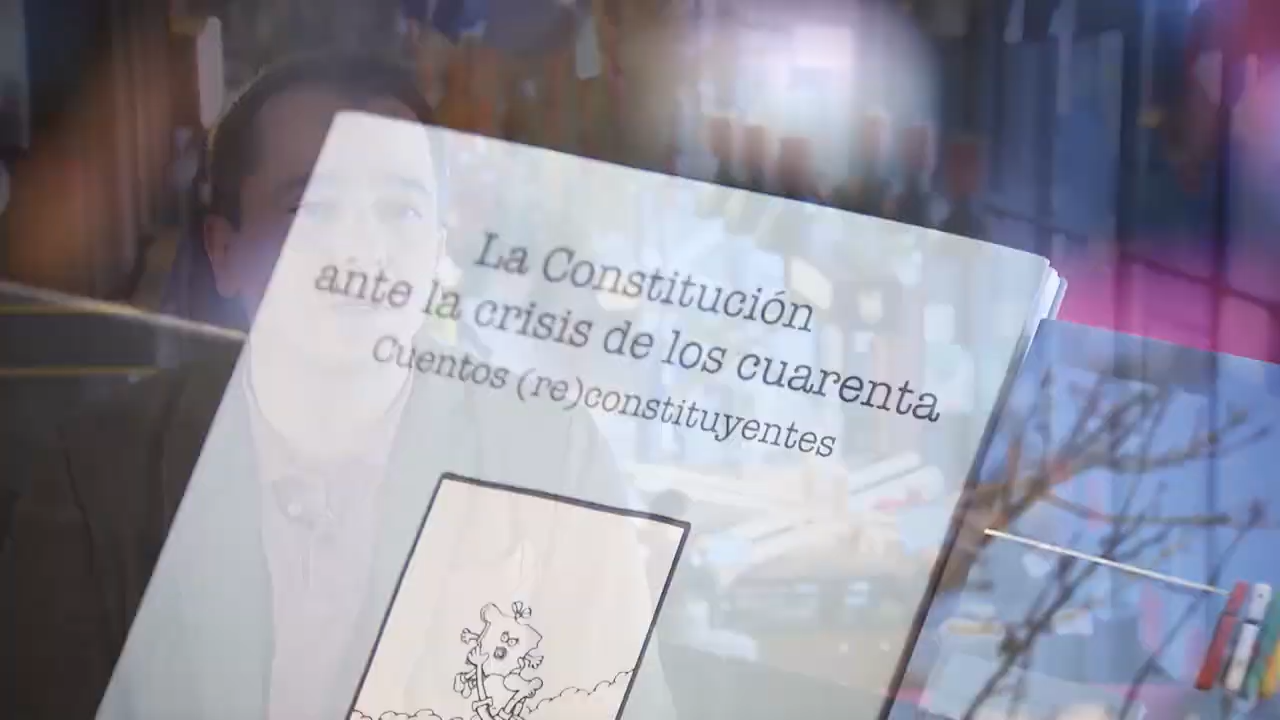 La Constitución
ante la crisis de los cuarenta
Cuentos (re)constituyentes